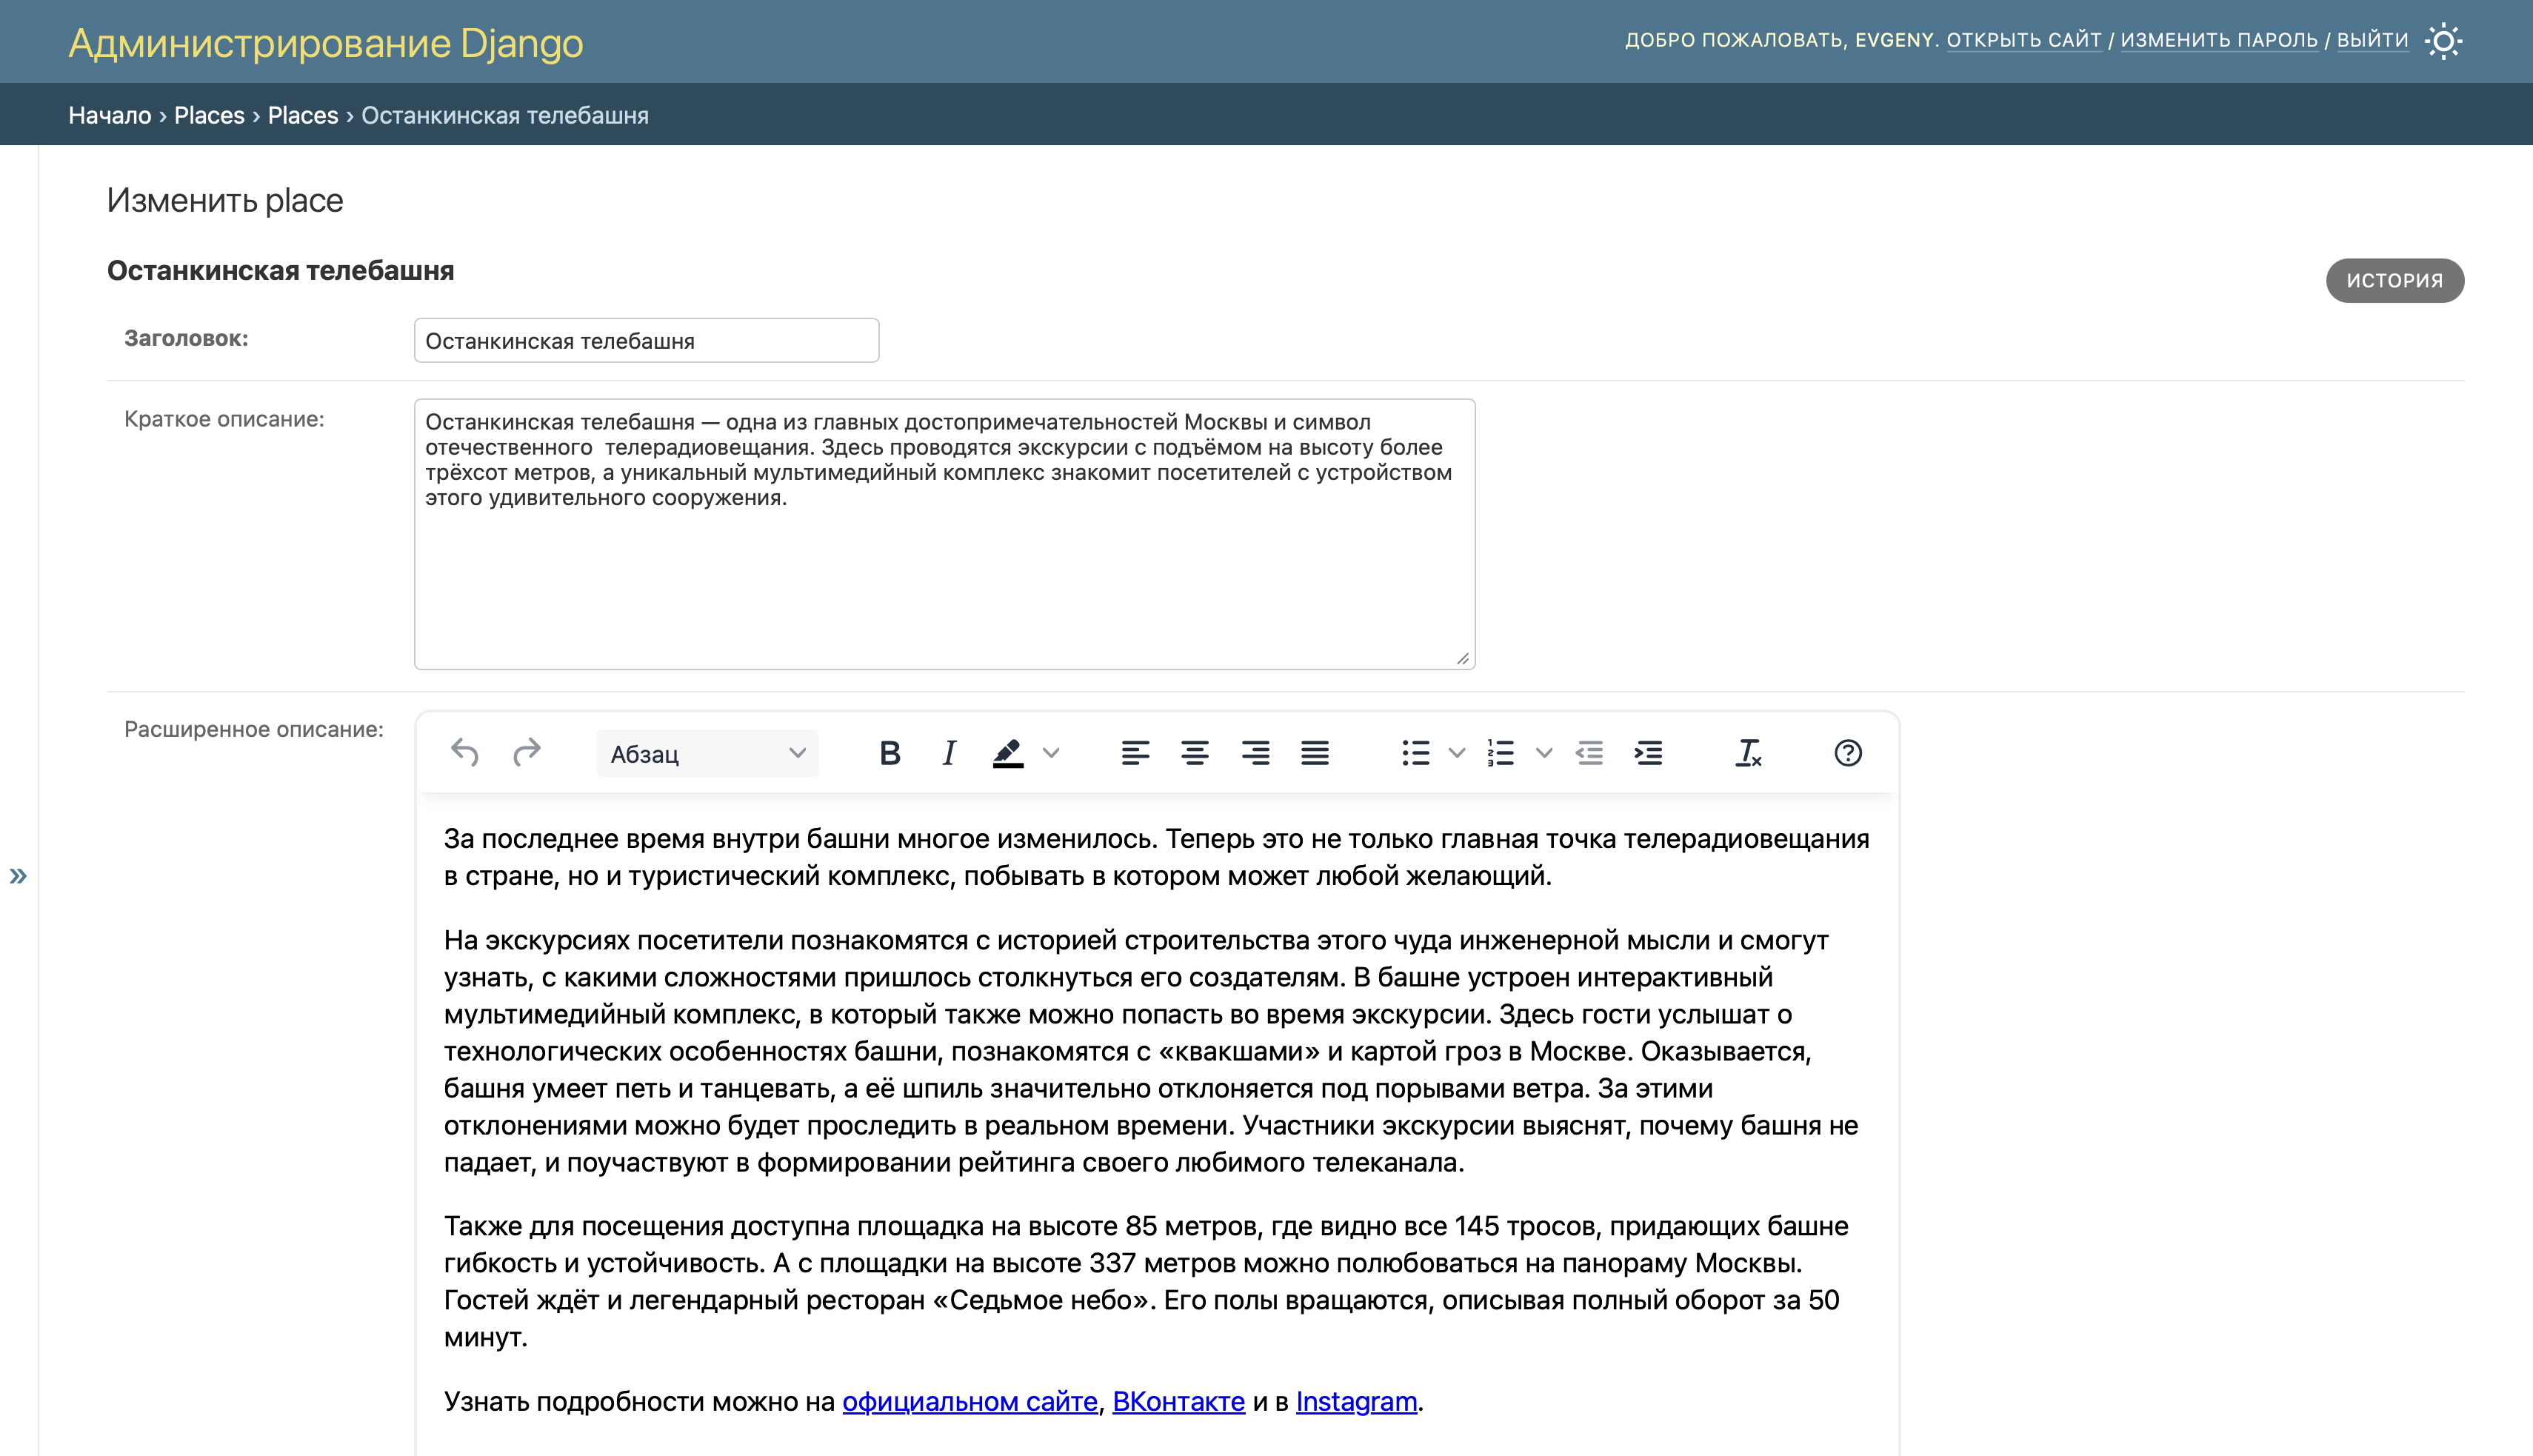 Администрирование Django
ДОБРО ПОЖАЛОВАТЬ, EVGENY. ОТКРЫТЬ САЙТ / ИЗМЕНИТЬ ПАРОЛЬ / ВЫЙТИ
Начало › Places › Places › Останкинская телебашня
Изменить place
Останкинская телебашня
ИСТОРИЯ
Заголовок:
Останкинская телебашня
Краткое описание:
Останкинская телебашня — одна из главных достопримечательностей Москвы и символ
отечественного  телерадиовещания. Здесь проводятся экскурсии с подъёмом на высоту более
трёхсот метров, а уникальный мультимедийный комплекс знакомит посетителей с устройством
этого удивительного сооружения.
Расширенное описание:
Абзац
За последнее время внутри башни многое изменилось. Теперь это не только главная точка телерадиовещания
в стране, но и туристический комплекс, побывать в котором может любой желающий.
На экскурсиях посетители познакомятся с историей строительства этого чуда инженерной мысли и смогут
узнать, с какими сложностями пришлось столкнуться его создателям. В башне устроен интерактивный
мультимедийный комплекс, в который также можно попасть во время экскурсии. Здесь гости услышат о
технологических особенностях башни, познакомятся с «квакшами» и картой гроз в Москве. Оказывается,
башня умеет петь и танцевать, а её шпиль значительно отклоняется под порывами ветра. За этими
отклонениями можно будет проследить в реальном времени. Участники экскурсии выяснят, почему башня не
падает, и поучаствуют в формировании рейтинга своего любимого телеканала.
Также для посещения доступна площадка на высоте 85 метров, где видно все 145 тросов, придающих башне
гибкость и устойчивость. А с площадки на высоте 337 метров можно полюбоваться на панораму Москвы.
Гостей ждёт и легендарный ресторан «Седьмое небо». Его полы вращаются, описывая полный оборот за 50
минут.
Узнать подробности можно на официальном сайте, ВКонтакте и в Instagram.